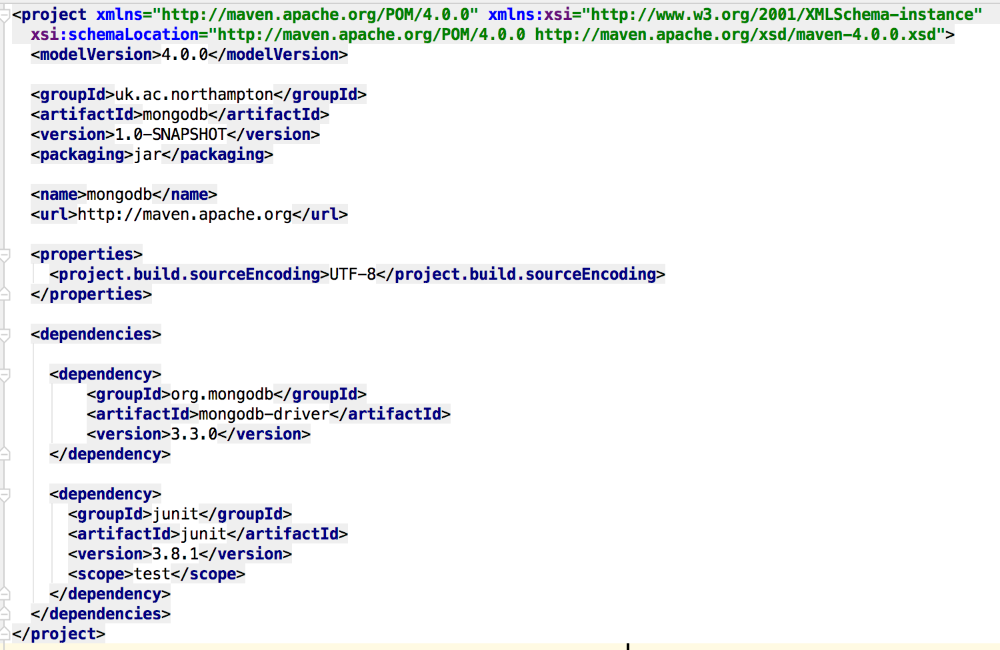 <project xmlns="http://maven.apache.org/POM/4.0.0" xmlns:xsi="http://www.w3.org/2001/XMLSchema-instance"
xsi:schemaLocation="http://maven.apache.org/POM/4.0.0 http://maven.apache.org/xsd/maven-4.0.0.xsd">
<modelVersion>4.0.0</modelVersion>
<groupId>uk.ac.northampton</groupId>
<artifactId>mongodb</artifactId>
<version>1.0-SNAPSHOT</version>
<packaging>jar</packaging>
<name>mongodb</name>
<url>http://maven.apache.org</url>
<properties>
<project.build.sourceEncoding>UTF-8</project.build.sourceEncoding>
</properties>
<dependencies>
<dependency>
<groupId>org.mongodb</groupId>
<artifactId>mongodb-driver</artifactId>
<version>3.3.0</version>
</dependency>
<dependency>
<groupId>junit</groupId>
<artifactId>junit</artifactId>
<version>3.8.1</version>
<scope>test</scope>
</dependency>
</dependencies>
</project>